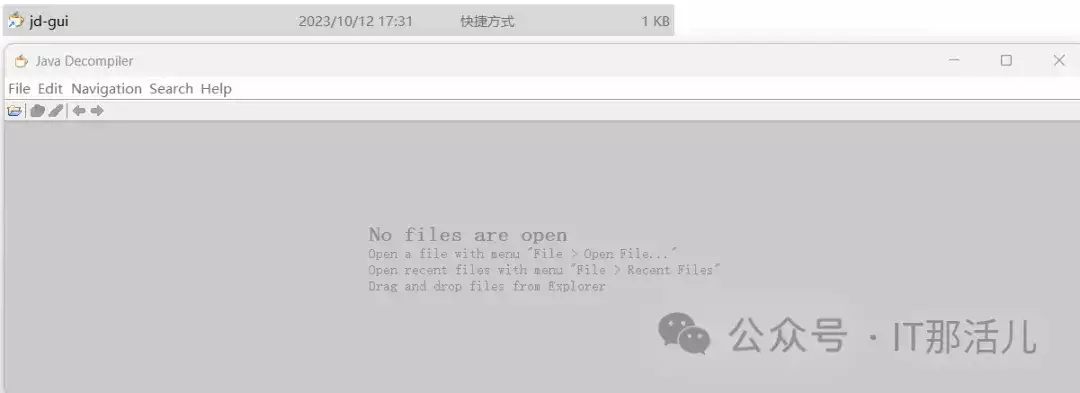 jd-gui 2023/10/12 17:31 快捷方式 1 KB
Java Decompiler
File Edit Navigation Search Help
No files are open
Open a file with menu "File > Open File..."
Open recent files with menu "File > Recent Files"
Drag and drop files from Explorer
公众号 · IT那活儿